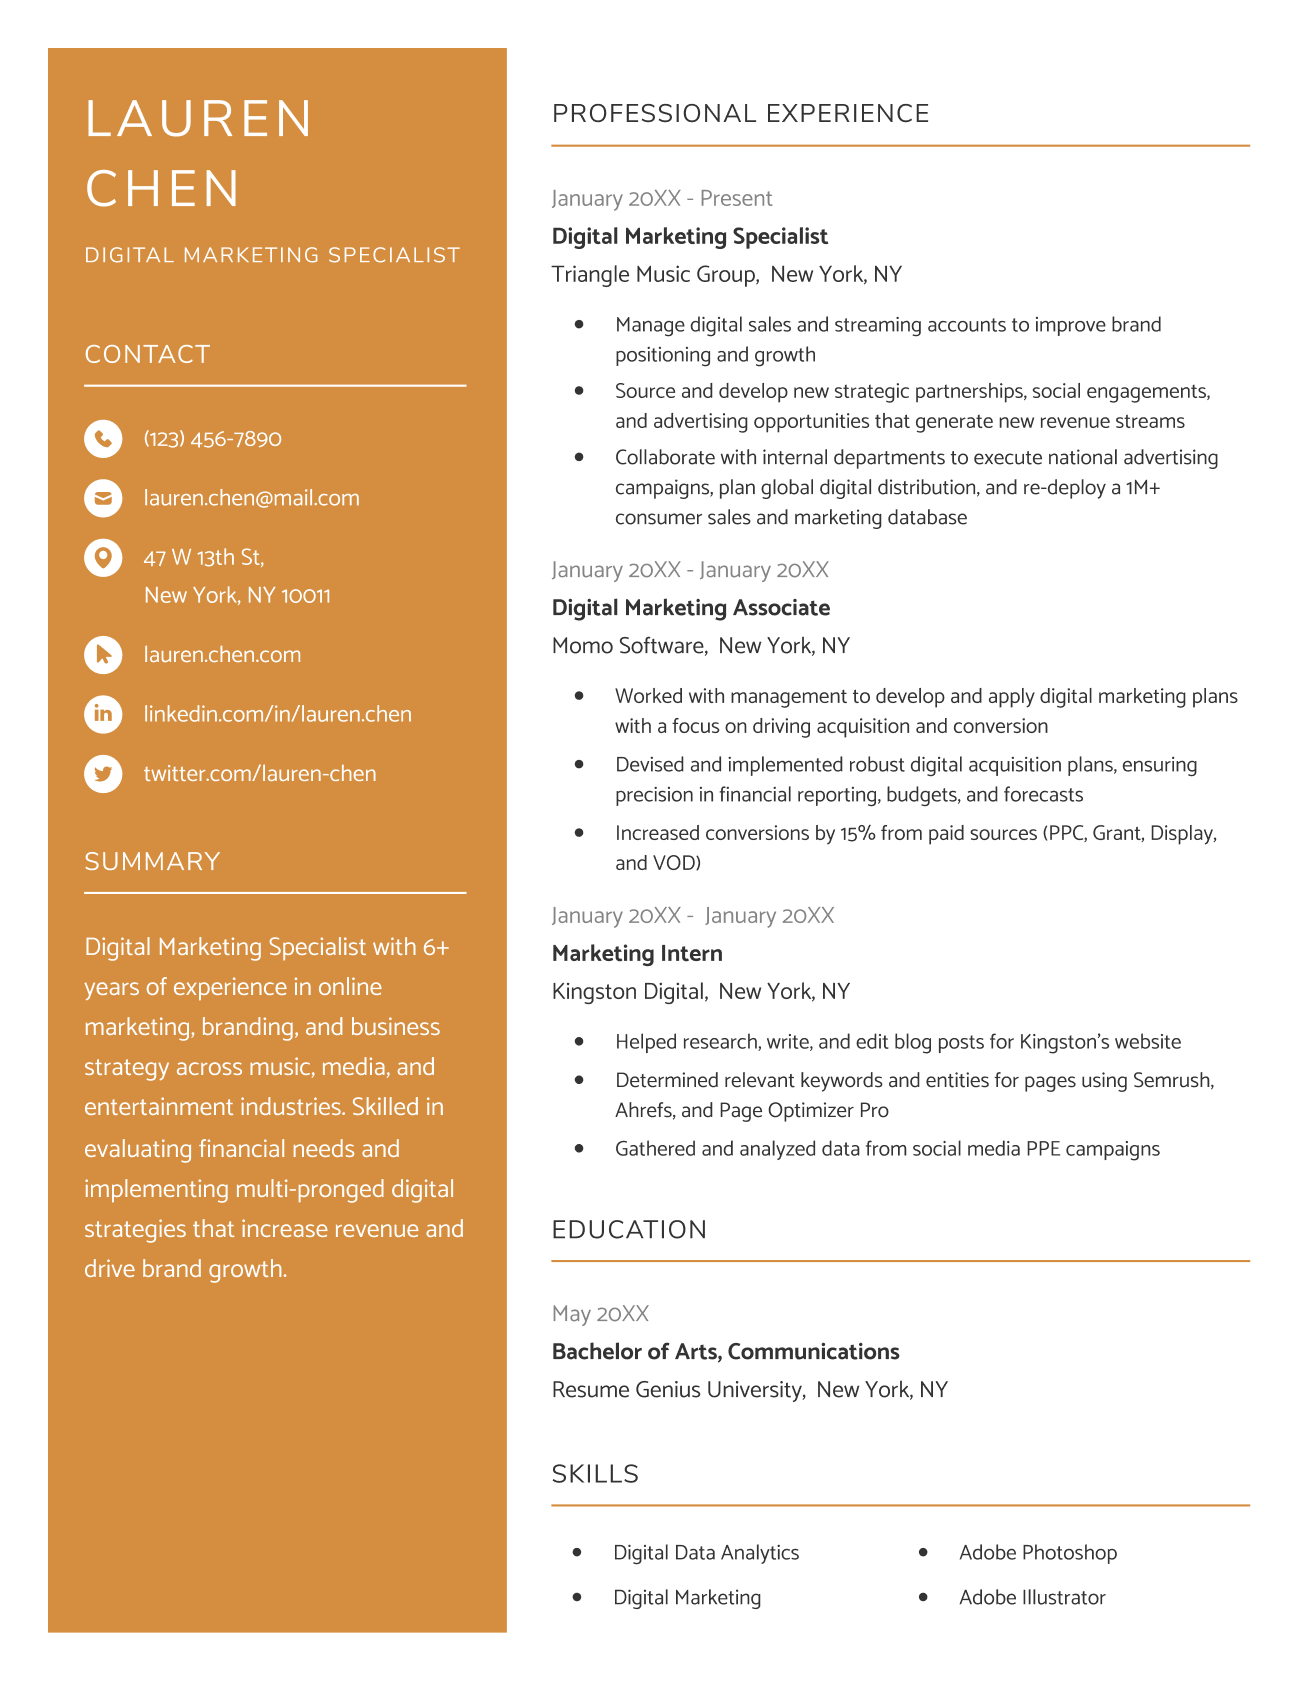 LAUREN
CHEN
DIGITAL MARKETING SPECIALIST
CONTACT
(123) 456-7890
lauren.chen@mail.com
47 W 13th St,
New York, NY 10011
lauren.chen.com
in linkedin.com/in/lauren.chen
twitter.com/lauren-chen
SUMMARY
Digital Marketing Specialist with 6+
years of experience in online
marketing, branding, and business
strategy across music, media, and
entertainment industries. Skilled in
evaluating financial needs and
implementing multi-pronged digital
strategies that increase revenue and
drive brand growth.
PROFESSIONAL EXPERIENCE
January 20XX - Present
Digital Marketing Specialist
Triangle Music Group,  New York, NY
• Manage digital sales and streaming accounts to improve brand
positioning and growth
• Source and develop new strategic partnerships, social engagements,
and advertising opportunities that generate new revenue streams
• Collaborate with internal departments to execute national advertising
campaigns, plan global digital distribution, and re-deploy a 1M+
consumer sales and marketing database
January 20XX - January 20XX
Digital Marketing Associate
Momo Software,  New York, NY
• Worked with management to develop and apply digital marketing plans
with a focus on driving acquisition and conversion
• Devised and implemented robust digital acquisition plans, ensuring
precision in financial reporting, budgets, and forecasts
• Increased conversions by 15% from paid sources (PPC, Grant, Display,
and VOD)
January 20XX -  January 20XX
Marketing Intern
Kingston Digital,  New York, NY
• Helped research, write, and edit blog posts for Kingston’s website
• Determined relevant keywords and entities for pages using Semrush,
Ahrefs, and Page Optimizer Pro
• Gathered and analyzed data from social media PPE campaigns
EDUCATION
May 20XX
Bachelor of Arts, Communications
Resume Genius University,  New York, NY
SKILLS
• Digital Data Analytics
• Digital Marketing
• Adobe Photoshop
• Adobe Illustrator